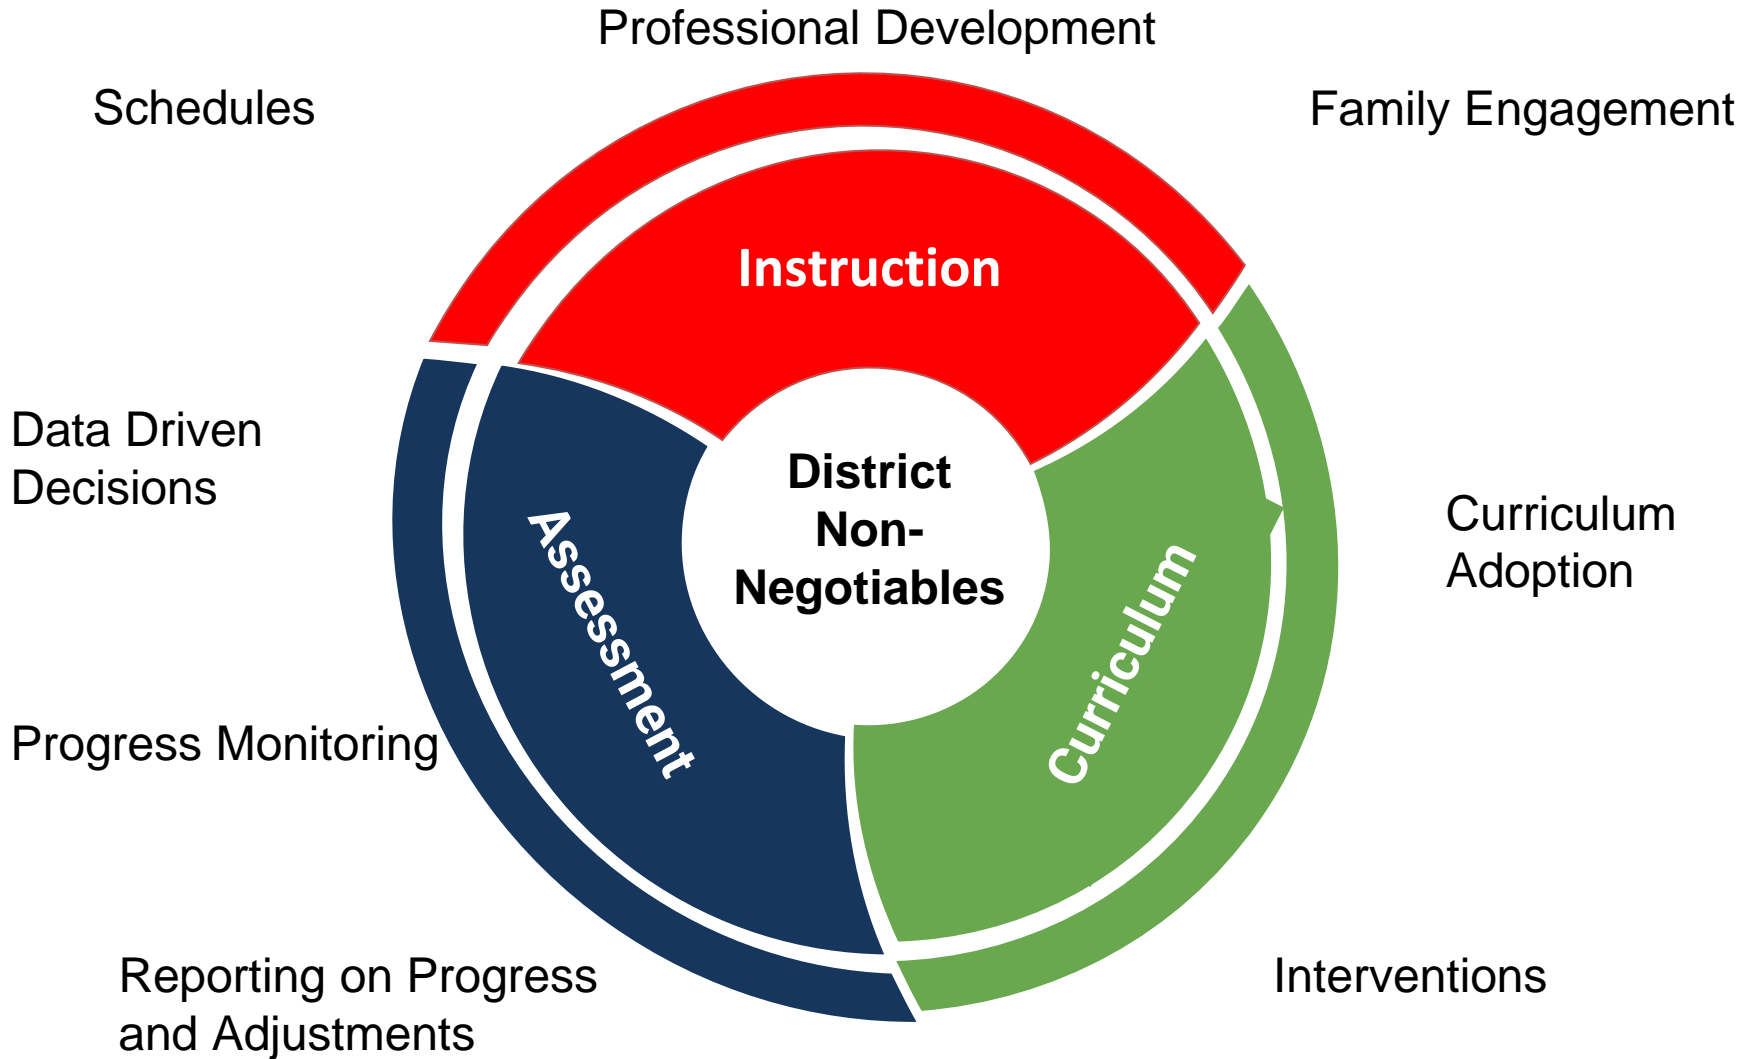 Professional Development
Schedules
Family Engagement
Instruction
Data Driven
Decisions
District
Non-
Negotiables
Curriculum
Adoption
Assessment
Curriculum
Progress Monitoring
Reporting on Progress
and Adjustments
Interventions